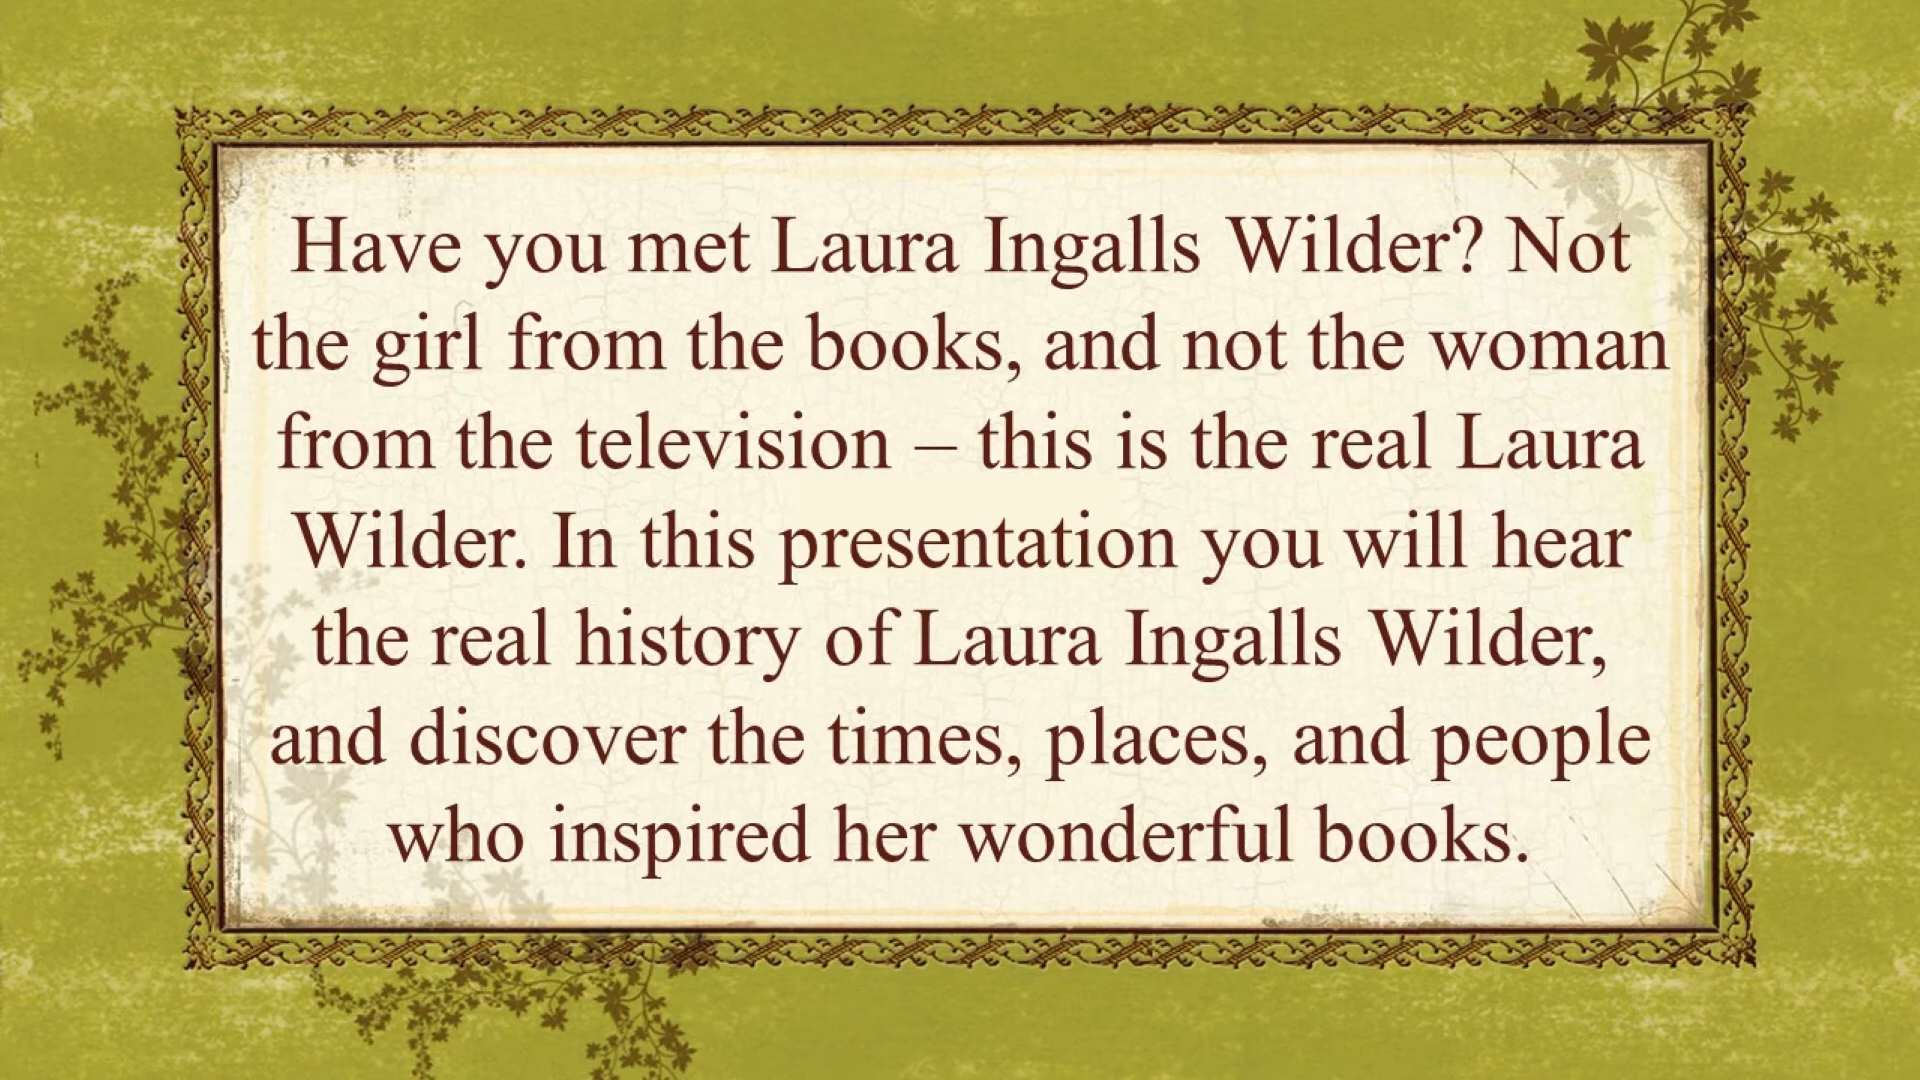 Have you met Laura Ingalls Wilder? Not
the girl from the books, and not the woman
from the television – this is the real Laura
Wilder. In this presentation you will hear
the real history of Laura Ingalls Wilder,
and discover the times, places, and people
who inspired her wonderful books.